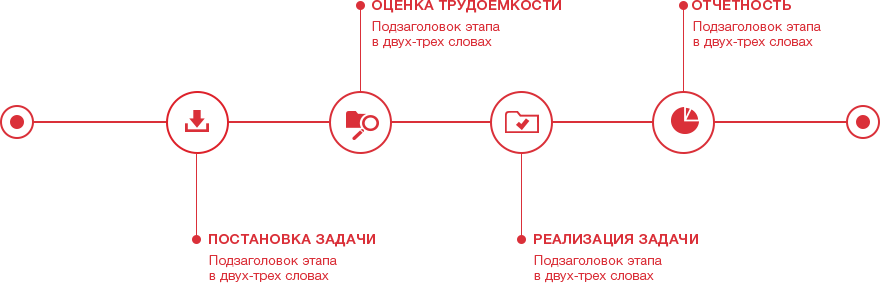 ОЦЕНКА ТРУДОЕМКОСТИ
Подзаголовок этапа
в двух-трех словах
ОТЧЕТНОСТЬ
Подзаголовок этапа
в двух-трех словах
ПОСТАНОВКА ЗАДАЧИ
Подзаголовок этапа
в двух-трех словах
РЕАЛИЗАЦИЯ ЗАДАЧИ
Подзаголовок этапа
в двух-трех словах